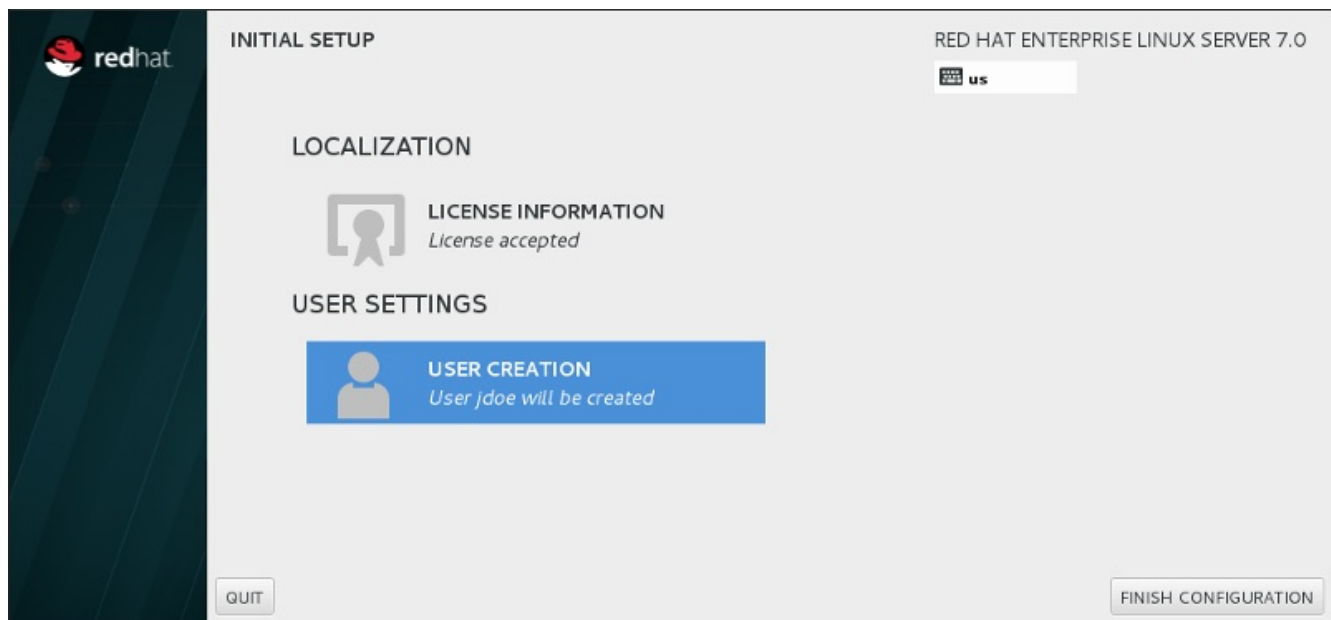 redhat.
INITIAL SETUP
RED HAT ENTERPRISE LINUX SERVER 7.0
us
LOCALIZATION
LICENSE INFORMATION
License accepted
USER SETTINGS
USER CREATION
User jdoe will be created
QUIT
FINISH CONFIGURATION